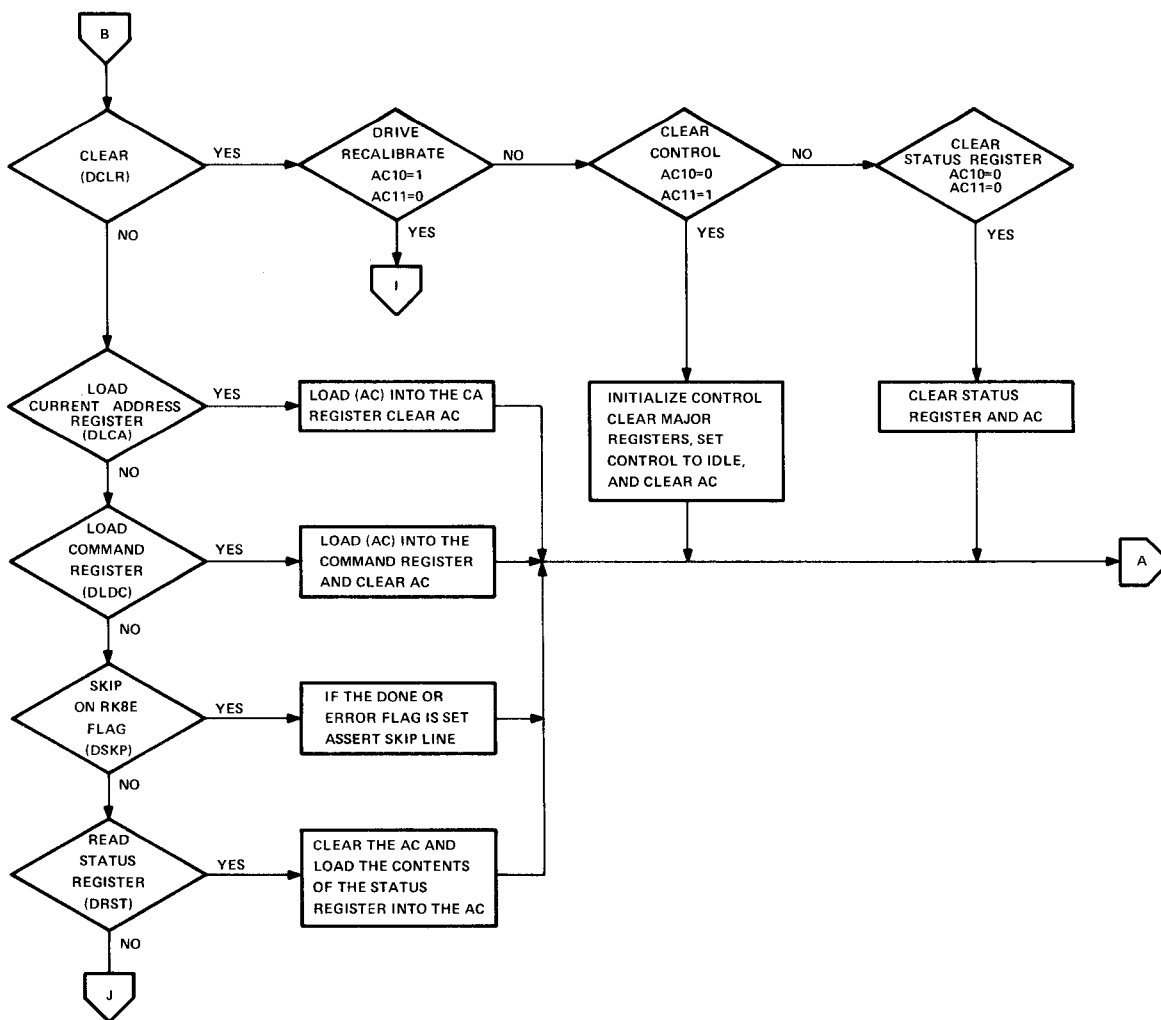 B
CLEAR
(DCLR)
YES
NO
DRIVE
RECALIBRATE
AC10=1
AC11=0
NO
YES
I
CLEAR
CONTROL
AC10=0
AC11=1
NO
YES
CLEAR
STATUS REGISTER
AC10=0
AC11=0
YES
LOAD
CURRENT ADDRESS
REGISTER
(DLCA)
YES
NO
LOAD (AC) INTO THE CA
REGISTER CLEAR AC
INITIALIZE CONTROL
CLEAR MAJOR
REGISTERS, SET
CONTROL TO IDLE,
AND CLEAR AC
CLEAR STATUS
REGISTER AND AC
LOAD
COMMAND
REGISTER
(DLDC)
YES
NO
LOAD (AC) INTO THE
COMMAND REGISTER
AND CLEAR AC
A
SKIP
ON RK8E
FLAG
(DSKP)
YES
NO
IF THE DONE OR
ERROR FLAG IS SET
ASSERT SKIP LINE
READ
STATUS
REGISTER
(DRST)
YES
NO
CLEAR THE AC AND
LOAD THE CONTENTS
OF THE STATUS
REGISTER INTO THE AC
J